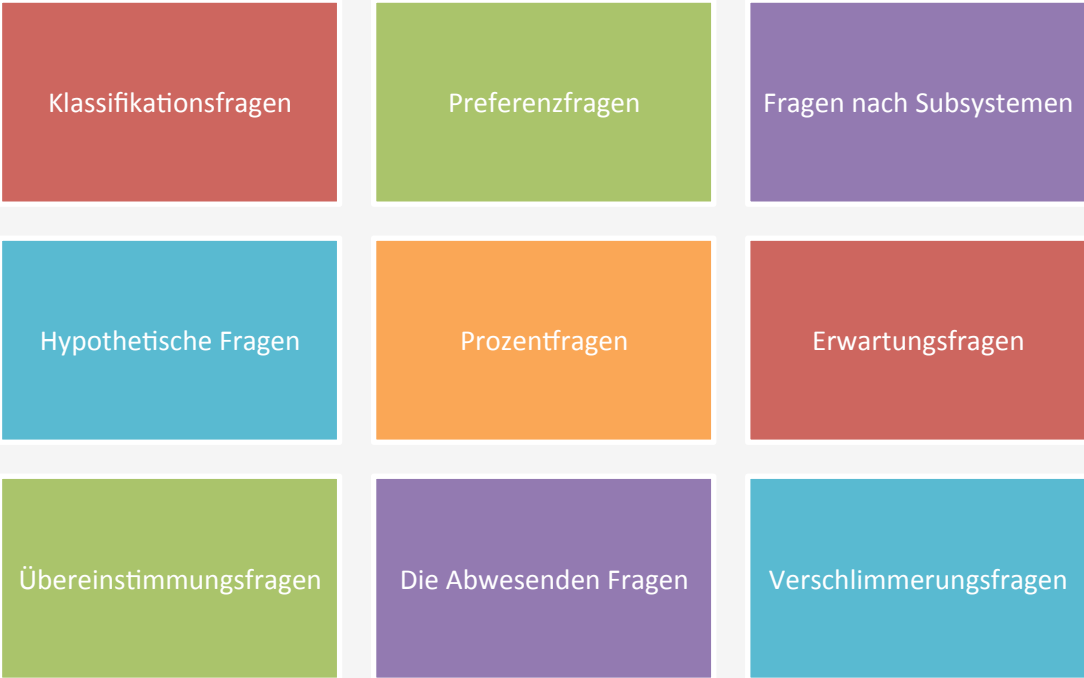 Klassifikationsfragen
Preferenzfragen
Fragen nach Subsystemen
Hypothetische Fragen
Prozentfragen
Erwartungsfragen
Übereinstimmungsfragen
Die Abwesenden Fragen
Verschlimmerungsfragen